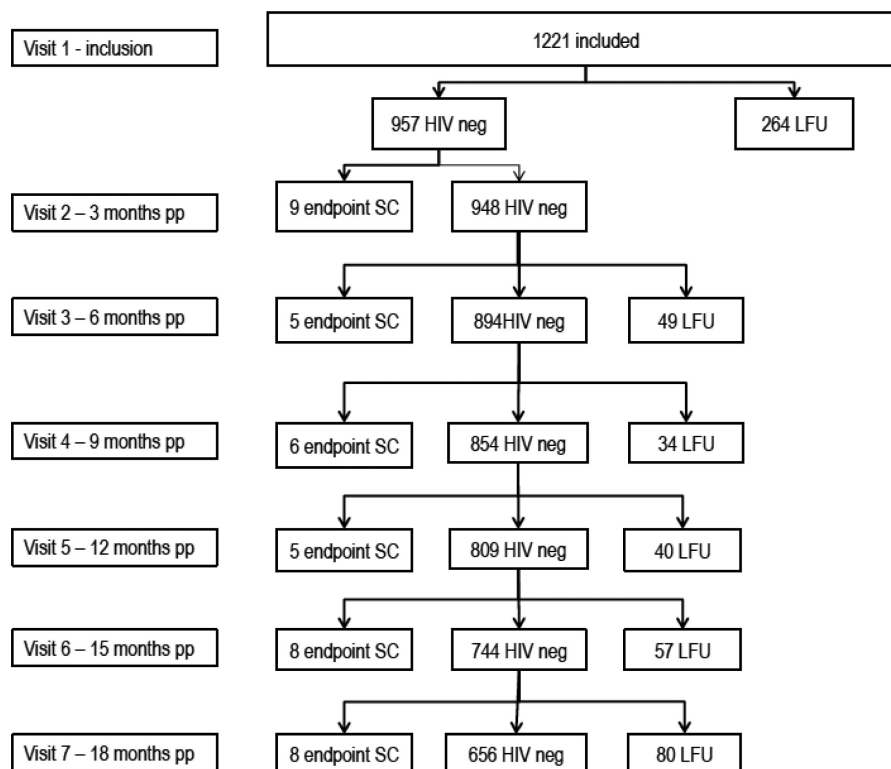 Visit 1 - inclusion
1221 included
957 HIV neg
264 LFU
Visit 2 – 3 months pp
9 endpoint SC
948 HIV neg
Visit 3 – 6 months pp
5 endpoint SC
894HIV neg
49 LFU
Visit 4 – 9 months pp
6 endpoint SC
854 HIV neg
34 LFU
Visit 5 – 12 months pp
5 endpoint SC
809 HIV neg
40 LFU
Visit 6 – 15 months pp
8 endpoint SC
744 HIV neg
57 LFU
Visit 7 – 18 months pp
8 endpoint SC
656 HIV neg
80 LFU